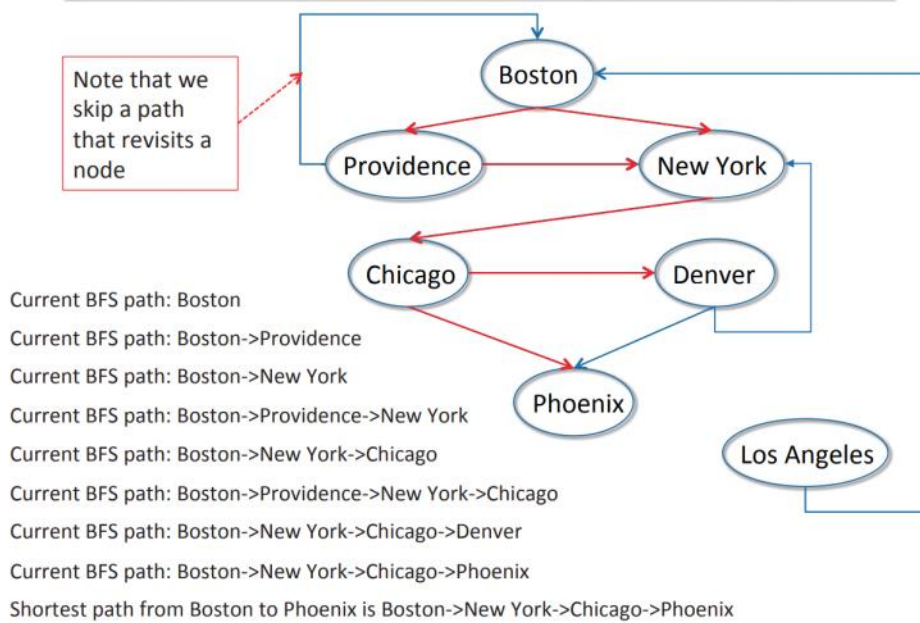 Boston
Note that we
skip a path
that revisits a
node
Providence
New York
Chicago
Denver
Phoenix
Los Angeles
Current BFS path: Boston
Current BFS path: Boston->Providence
Current BFS path: Boston->New York
Current BFS path: Boston->Providence->New York
Current BFS path: Boston->New York->Chicago
Current BFS path: Boston->Providence->New York->Chicago
Current BFS path: Boston->New York->Chicago->Denver
Current BFS path: Boston->New York->Chicago->Phoenix
Shortest path from Boston to Phoenix is Boston->New York->Chicago->Phoenix